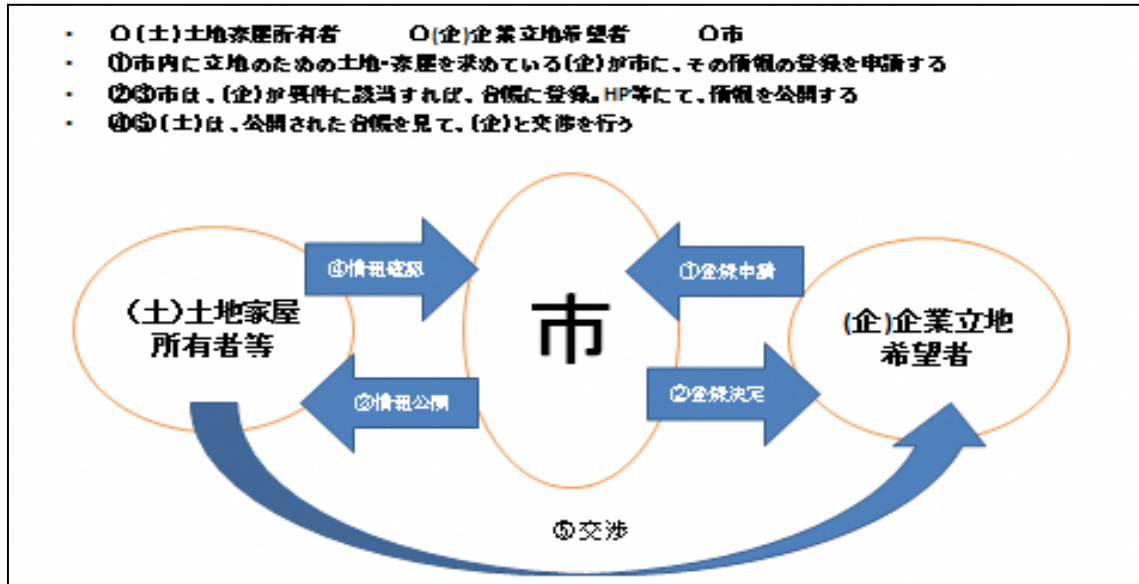 ・ 〇(土)土地家屋所有者 〇(企)企業立地希望者 〇市
・ ①市内に立地のための土地・家屋を求めている(企)が市に、その情報の登録を申請する
・ ②③市は、(企)が要件に該当すれば、台帳に登録。HP等にて、情報を公開する
・ ④⑤(土)は、公開された台帳を見て、(企)と交渉を行う
④情報確認
①登録申請
(土)土地家屋
所有者等
市
(企)企業立地
希望者
③情報公開
②登録決定
⑤交渉